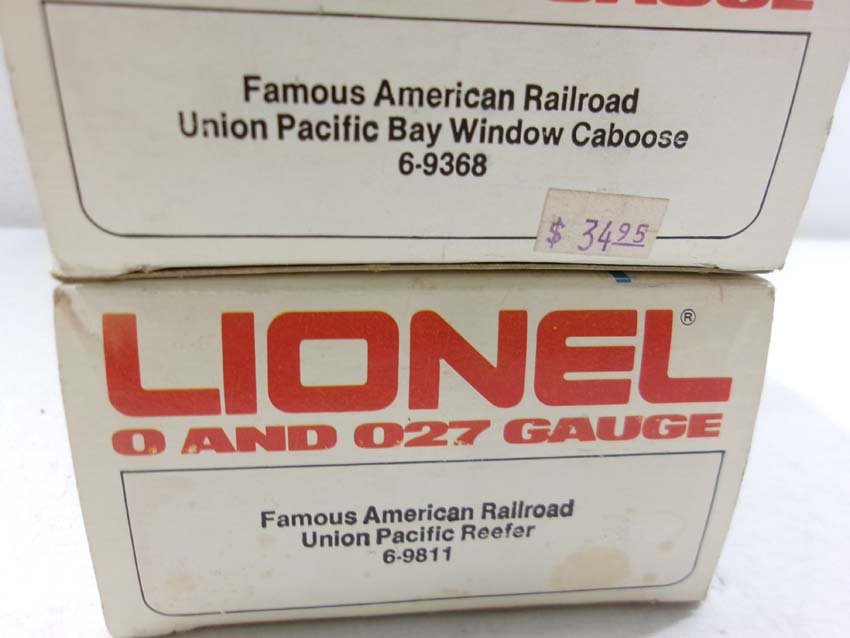 Famous American Railroad
Union Pacific Bay Window Caboose
6-9368
$ 34.95
LIONEL®
O AND O27 GAUGE
Famous American Railroad
Union Pacific Reefer
6-9811